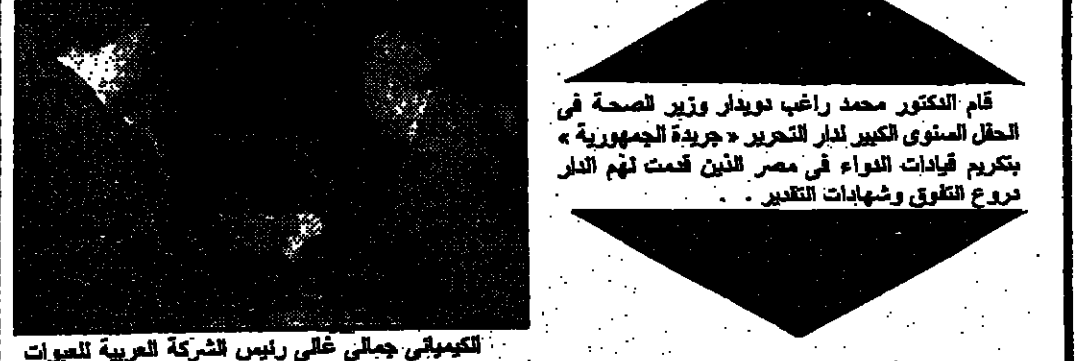 قام الدكتور محمد راغب دويدار وزير للصحة فى
الحفل السنوى الكبير لدار التحرير « جريدة الجمهورية »
بتكريم قيادات الدواء فى مصر الذين قدمت لهم الدار
دروع التفوق وشهادات التقدير .
الكيميائى جمالى غالى رئيس الشركة العربية للعبوات